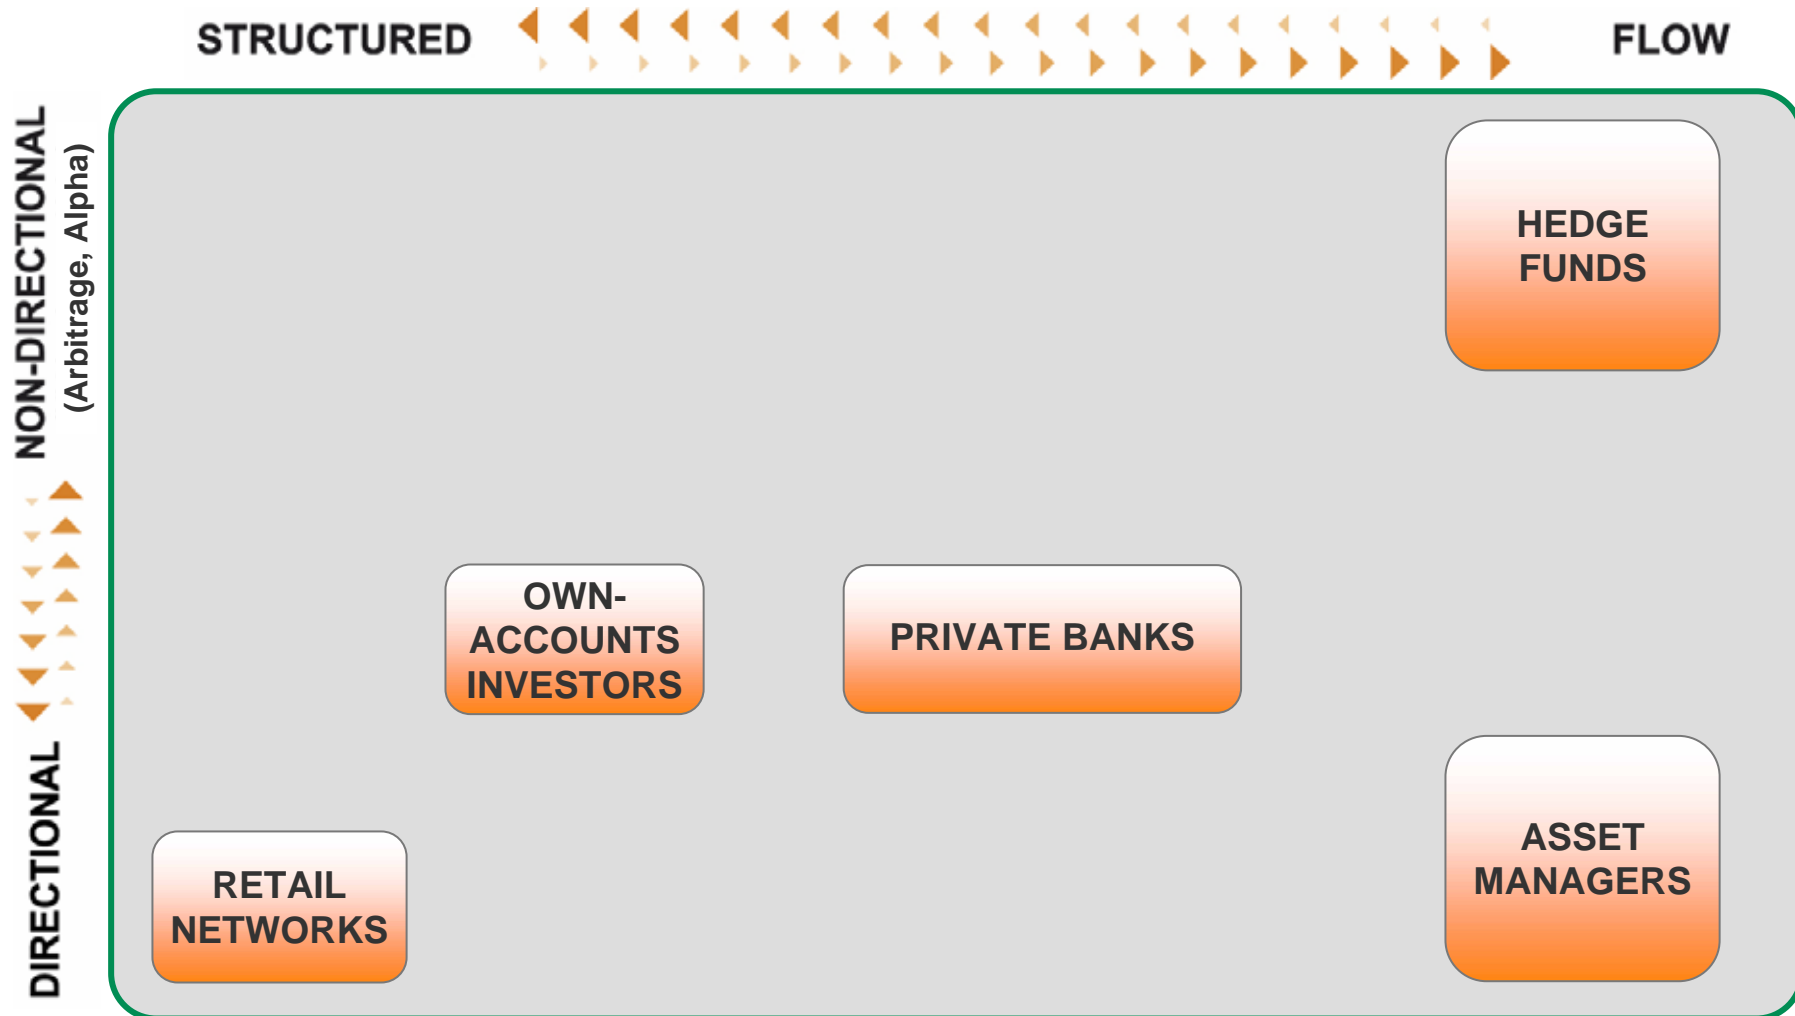 STRUCTURED
FLOW
NON-DIRECTIONAL
(Arbitrage, Alpha)
DIRECTIONAL
HEDGE
FUNDS
OWN-
ACCOUNTS
INVESTORS
PRIVATE BANKS
RETAIL
NETWORKS
ASSET
MANAGERS